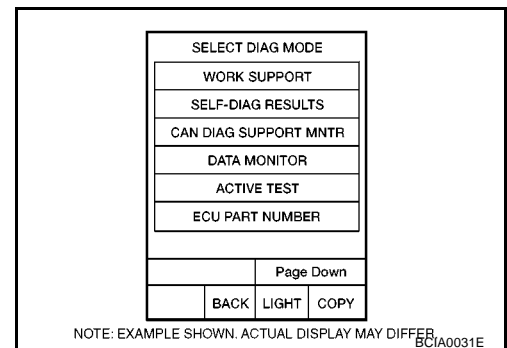 SELECT DIAG MODE
WORK SUPPORT
SELF-DIAG RESULTS
CAN DIAG SUPPORT MNTR
DATA MONITOR
ACTIVE TEST
ECU PART NUMBER
Page Down
BACK LIGHT COPY
NOTE: EXAMPLE SHOWN. ACTUAL DISPLAY MAY DIFFER.
BCIA0031E